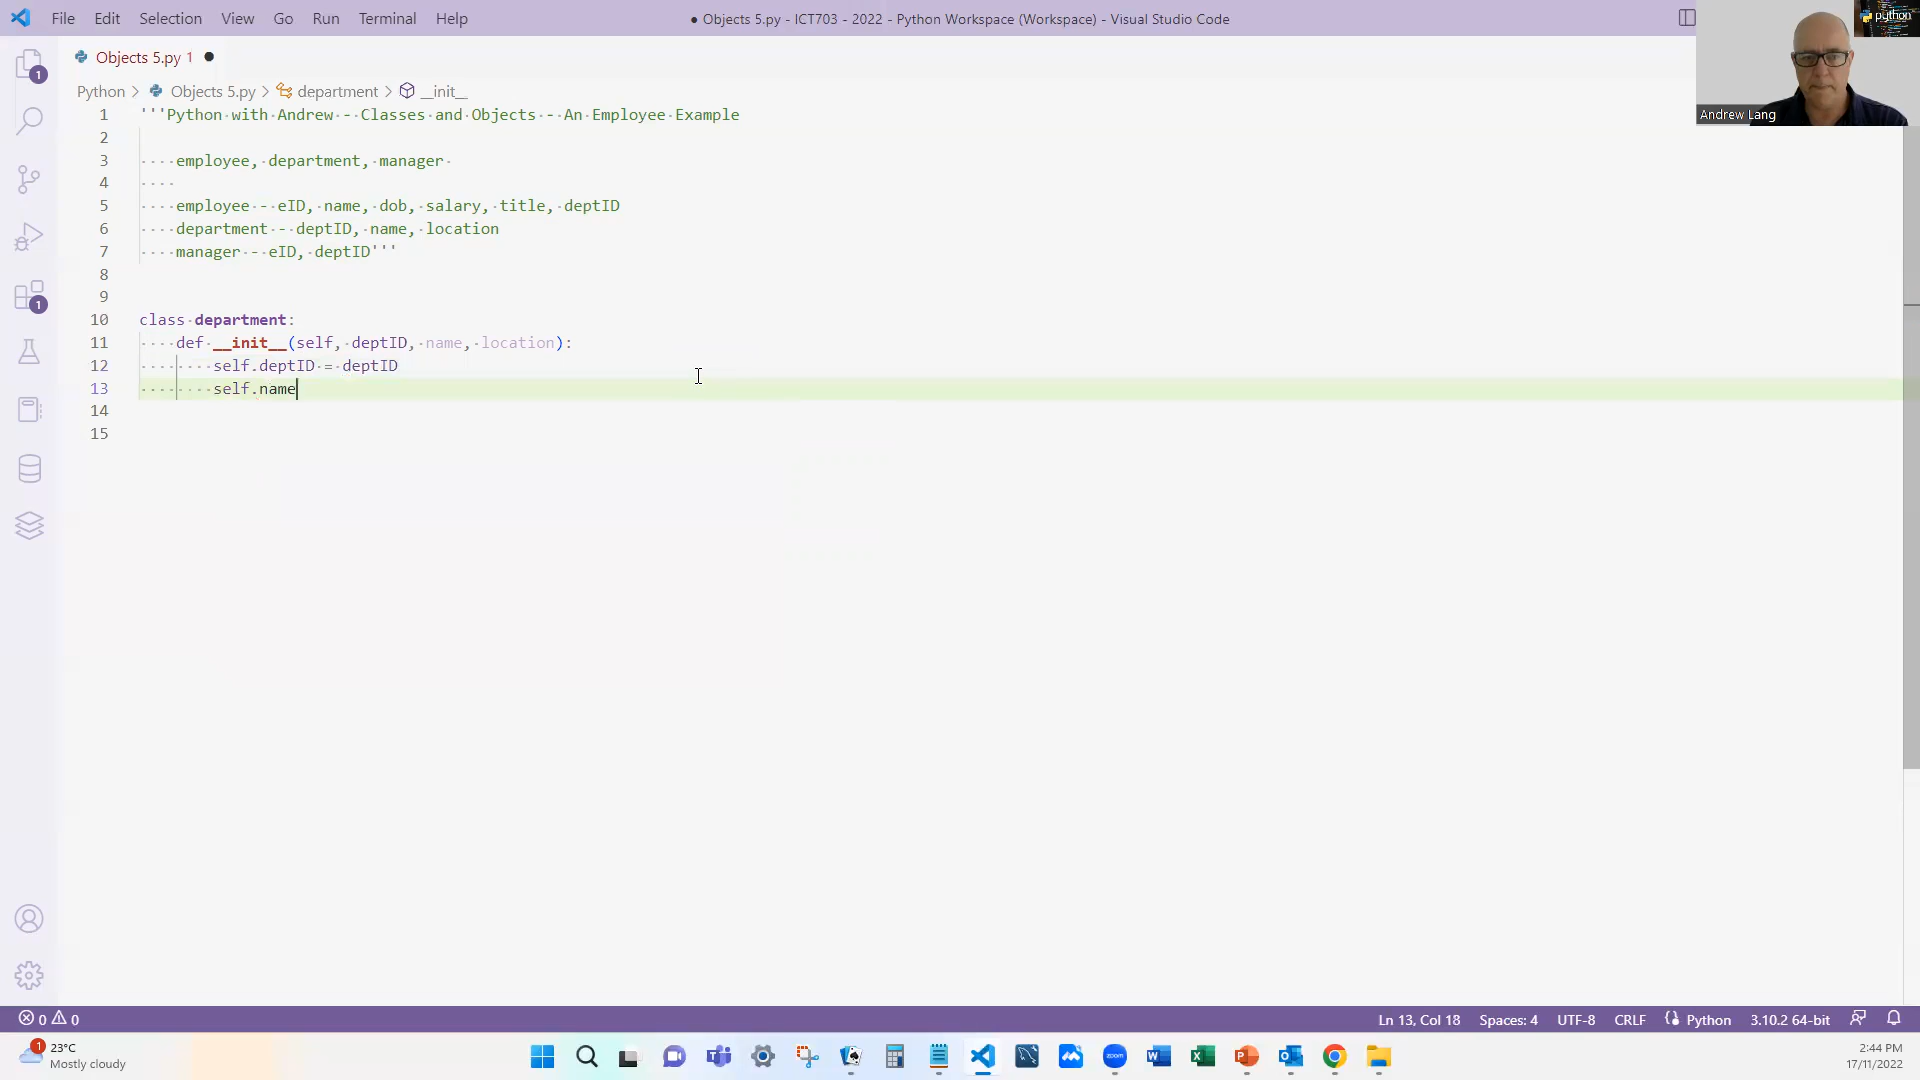 File Edit Selection View Go Run Terminal Help
● Objects 5.py - ICT703 - 2022 - Python Workspace (Workspace) - Visual Studio Code
python
Andrew Lang
Objects 5.py 1 ●
Python > Objects 5.py > department > __init__
1 '''Python with Andrew - Classes and Objects - An Employee Example
2
3 employee, department, manager
4
5 employee - eID, name, dob, salary, title, deptID
6 department - deptID, name, location
7 manager - eID, deptID'''
8
9
10 class department:
11 def __init__(self, deptID, name, location):
12 self.deptID = deptID
13 self.name
14
15
1
1
0 0
Ln 13, Col 18 Spaces: 4 UTF-8 CRLF Python 3.10.2 64-bit
1
23°C
Mostly cloudy
zoom
2:44 PM
17/11/2022